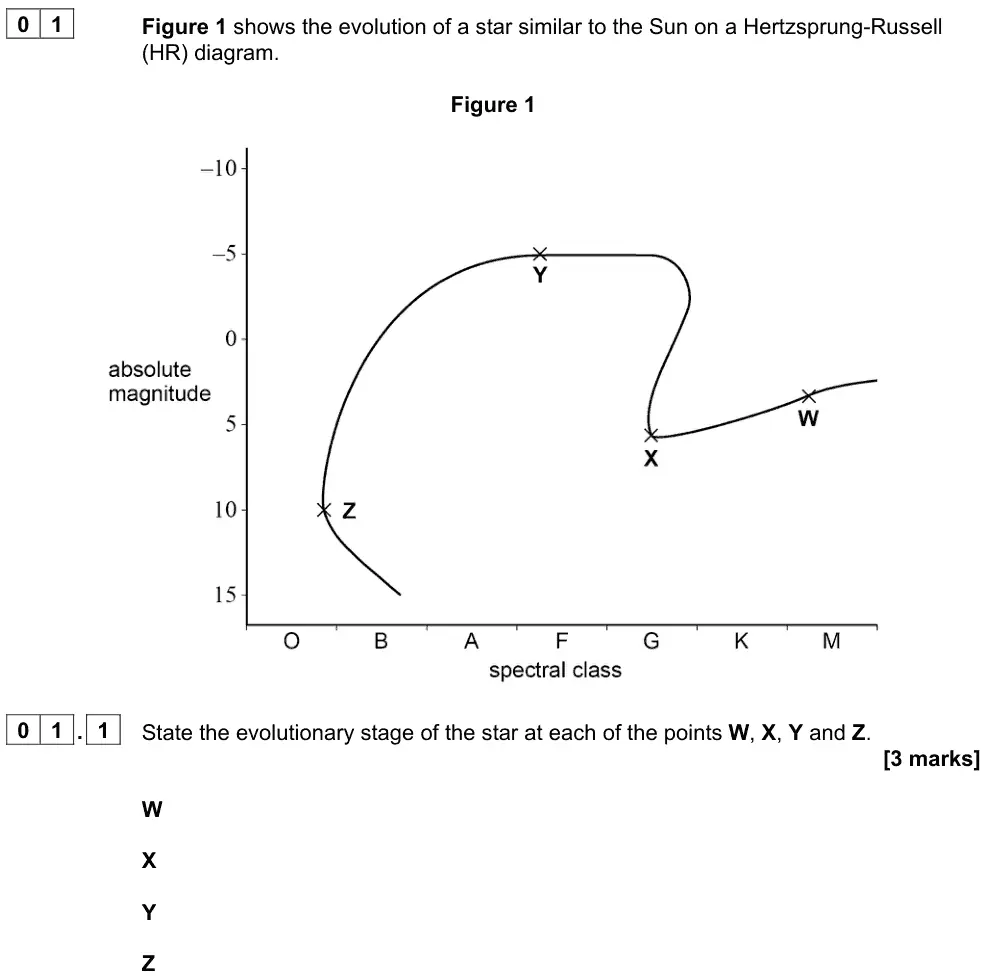 0 1 Figure 1 shows the evolution of a star similar to the Sun on a Hertzsprung-Russell
(HR) diagram.
Figure 1
–10
–5
Y
0
absolute
magnitude
5
W
X
10
Z
15
O B A F G K M
spectral class
0 1 . 1 State the evolutionary stage of the star at each of the points W, X, Y and Z.
[3 marks]
W
X
Y
Z